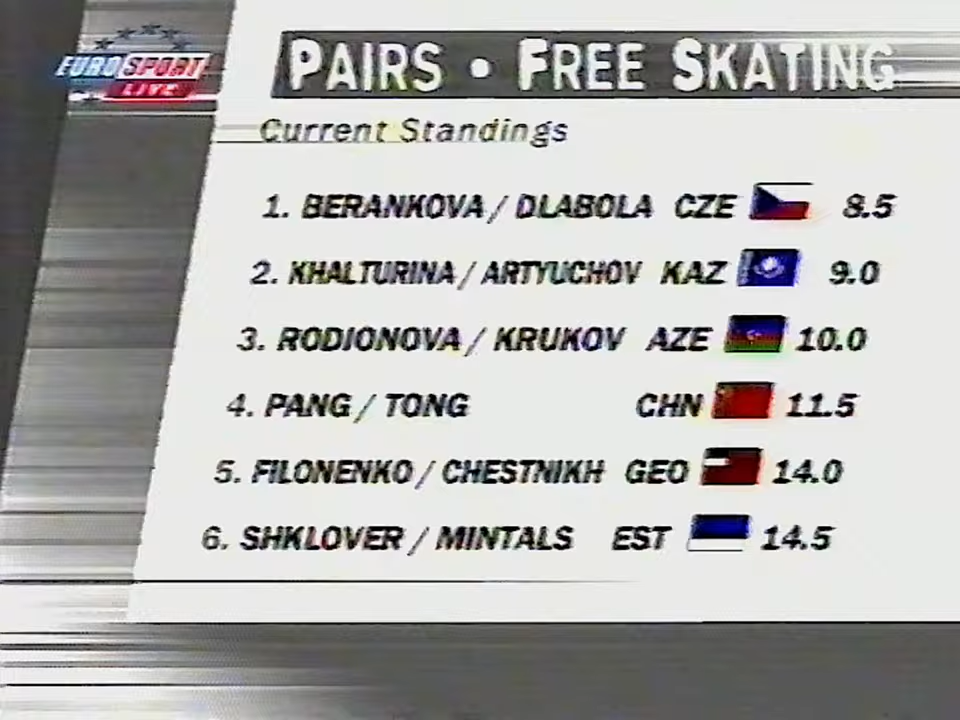 EUROSPORT
LIVE
PAIRS • FREE SKATING
Current Standings
1. BERANKOVA / DLABOLA CZE 8.5
2. KHALTURINA / ARTYUCHOV KAZ 9.0
3. RODIONOVA / KRUKOV AZE 10.0
4. PANG / TONG CHN 11.5
5. FILONENKO / CHESTNIKH GEO 14.0
6. SHKLOVER / MINTALS EST 14.5